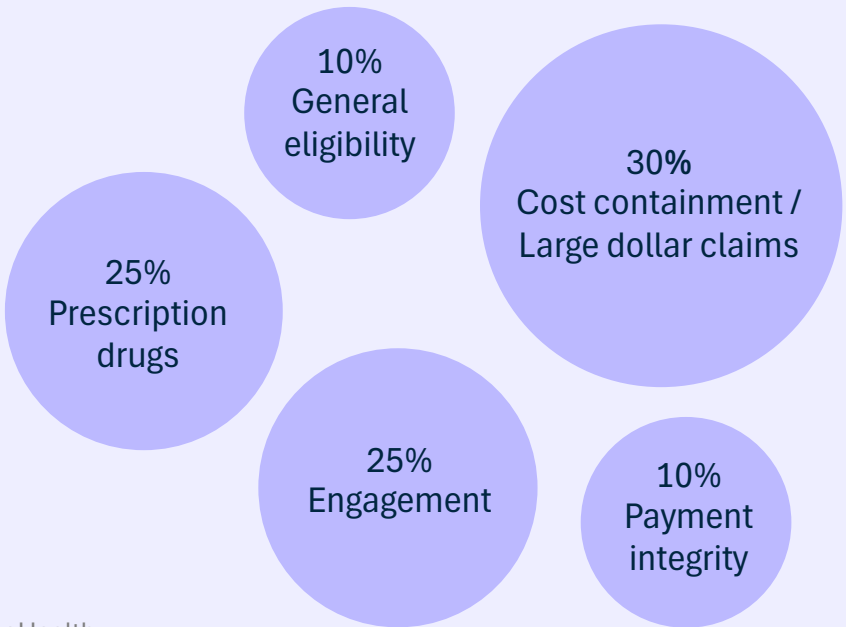 10%
General
eligibility
30%
Cost containment /
Large dollar claims
25%
Prescription
drugs
25%
Engagement
10%
Payment
integrity